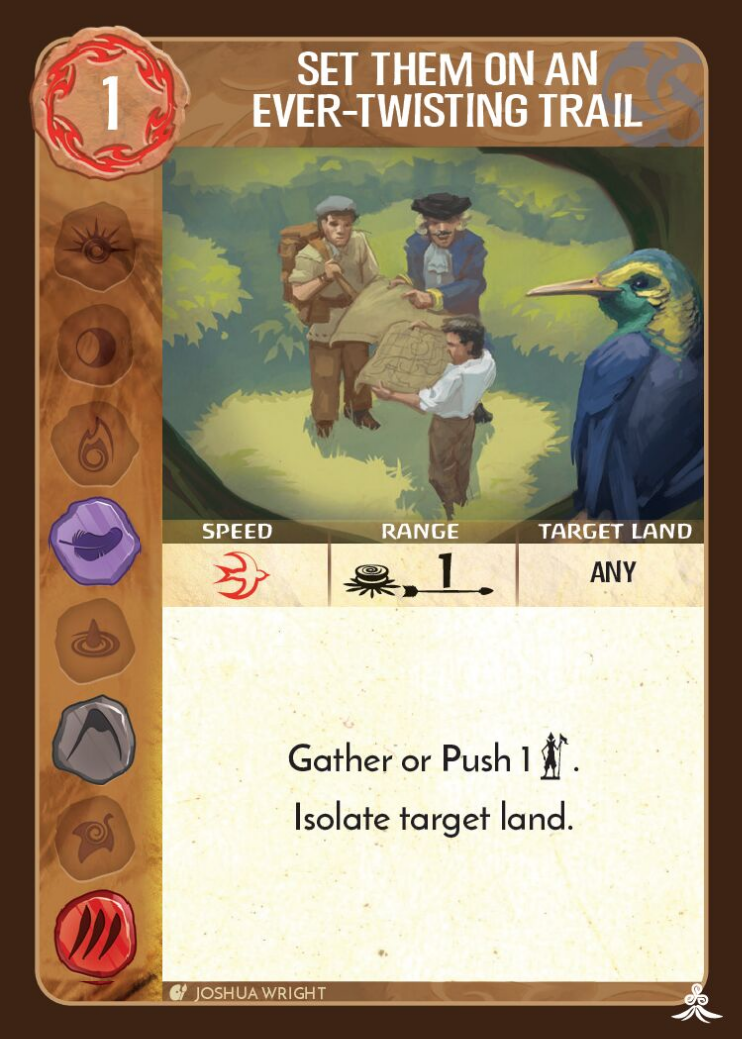 1
SET THEM ON AN
EVER-TWISTING TRAIL
SPEED RANGE TARGET LAND
1 ANY
Gather or Push 1 .
Isolate target land.
JOSHUA WRIGHT